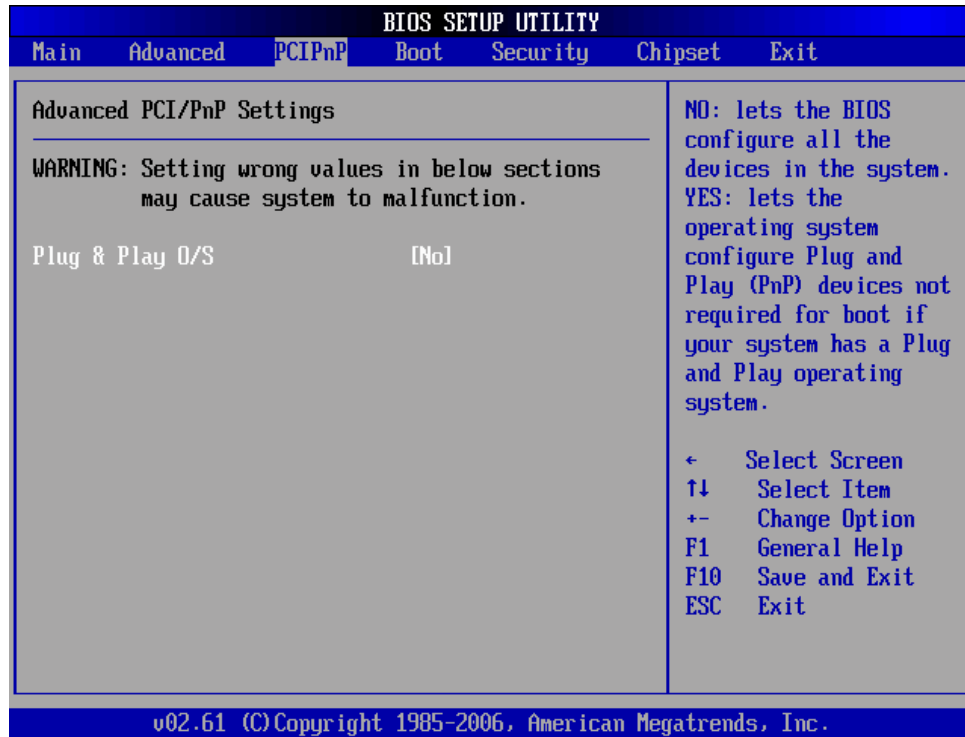 BIOS SETUP UTILITY
Main Advanced PCIPnP Boot Security Chipset Exit
Advanced PCI/PnP Settings
WARNING: Setting wrong values in below sections
may cause system to malfunction.
Plug & Play O/S [No]
NO: lets the BIOS
configure all the
devices in the system.
YES: lets the
operating system
configure Plug and
Play (PnP) devices not
required for boot if
your system has a Plug
and Play operating
system.
← Select Screen
↑↓ Select Item
+- Change Option
F1 General Help
F10 Save and Exit
ESC Exit
v02.61 (C)Copyright 1985-2006, American Megatrends, Inc.